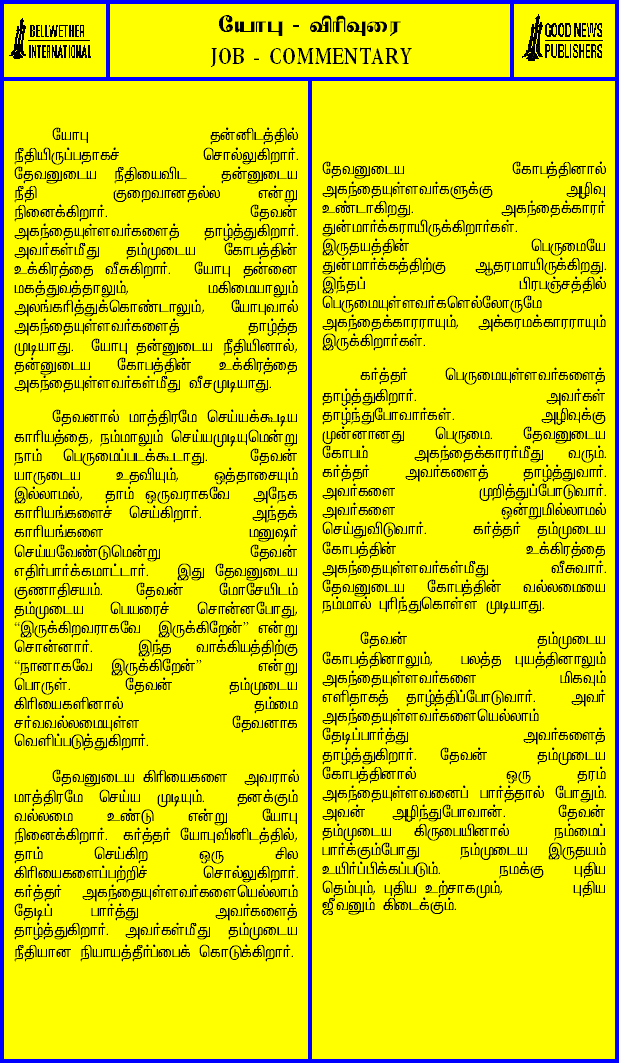 BELLWETHER
INTERNATIONAL
யோபு - விரிவுரை
JOB - COMMENTARY
GOOD NEWS
PUBLISHERS
யோபு தன்னிடத்தில்
நீதியிருப்பதாகச் சொல்லுகிறார்.
தேவனுடைய நீதியைவிட தன்னுடைய
நீதி குறைவானதல்ல என்று
நினைக்கிறார். தேவன்
அகந்தையுள்ளவர்களைத் தாழ்த்துகிறார்.
அவர்கள்மீது தம்முடைய கோபத்தின்
உக்கிரத்தை வீசுகிறார். யோபு தன்னை
மகத்துவத்தாலும், மகிமையாலும்
அலங்கரித்துக்கொண்டாலும், யோபுவால்
அகந்தையுள்ளவர்களைத் தாழ்த்த
முடியாது. யோபு தன்னுடைய நீதியினால்,
தன்னுடைய கோபத்தின் உக்கிரத்தை
அகந்தையுள்ளவர்கள்மீது வீசமுடியாது.
தேவனால் மாத்திரமே செய்யக்கூடிய
காரியத்தை, நம்மாலும் செய்யமுடியுமென்று
நாம் பெருமைப்படக்கூடாது. தேவன்
யாருடைய உதவியும், ஒத்தாசையும்
இல்லாமல், தாம் ஒருவராகவே அநேக
காரியங்களைச் செய்கிறார். அந்தக்
காரியங்களை மனுஷர்
செய்யவேண்டுமென்று தேவன்
எதிர்பார்க்கமாட்டார். இது தேவனுடைய
குணாதிசயம். தேவன் மோசேயிடம்
தம்முடைய பெயரைச் சொன்னபோது,
“இருக்கிறவராகவே இருக்கிறேன்” என்று
சொன்னார். இந்த வாக்கியத்திற்கு
“நானாகவே இருக்கிறேன்” என்று
பொருள். தேவன் தம்முடைய
கிரியைகளினால் தம்மை
சர்வவல்லமையுள்ள தேவனாக
வெளிப்படுத்துகிறார்.
தேவனுடைய கிரியைகளை அவரால்
மாத்திரமே செய்ய முடியும். தனக்கும்
வல்லமை உண்டு என்று யோபு
நினைக்கிறார். கர்த்தர் யோபுவினிடத்தில்,
தாம் செய்கிற ஒரு சில
கிரியைகளைப்பற்றிச் சொல்லுகிறார்.
கர்த்தர் அகந்தையுள்ளவர்களையெல்லாம்
தேடிப் பார்த்து அவர்களைத்
தாழ்த்துகிறார். அவர்கள்மீது தம்முடைய
நீதியான நியாயத்தீர்ப்பைக் கொடுக்கிறார்.
தேவனுடைய கோபத்தினால்
அகந்தையுள்ளவர்களுக்கு அழிவு
உண்டாகிறது. அகந்தைக்காரர்
துன்மார்க்கராயிருக்கிறார்கள்.
இருதயத்தின் பெருமையே
துன்மார்க்கத்திற்கு ஆதரமாயிருக்கிறது.
இந்தப் பிரபஞ்சத்தில்
பெருமையுள்ளவர்களெல்லோருமே
அகந்தைக்காரராயும், அக்கரமக்காரராயும்
இருக்கிறார்கள்.
கர்த்தர் பெருமையுள்ளவர்களைத்
தாழ்த்துகிறார். அவர்கள்
தாழ்ந்துபோவார்கள். அழிவுக்கு
முன்னானது பெருமை. தேவனுடைய
கோபம் அகந்தைக்காரர்மீது வரும்.
கர்த்தர் அவர்களைத் தாழ்த்துவார்.
அவர்களை முறித்துப்போடுவார்.
அவர்களை ஒன்றுமில்லாமல்
செய்துவிடுவார். கர்த்தர் தம்முடைய
கோபத்தின் உக்கிரத்தை
அகந்தையுள்ளவர்கள்மீது வீசுவார்.
தேவனுடைய கோபத்தின் வல்லமையை
நம்மால் புரிந்துகொள்ள முடியாது.
தேவன் தம்முடைய
கோபத்தினாலும், பலத்த புயத்தினாலும்
அகந்தையுள்ளவர்களை மிகவும்
எளிதாகத் தாழ்த்திப்போடுவார். அவர்
அகந்தையுள்ளவர்களையெல்லாம்
தேடிப்பார்த்து அவர்களைத்
தாழ்த்துகிறார். தேவன் தம்முடைய
கோபத்தினால் ஒரு தரம்
அகந்தையுள்ளவனைப் பார்த்தால் போதும்.
அவன் அழிந்துபோவான். தேவன்
தம்முடைய கிருபையினால் நம்மைப்
பார்க்கும்போது நம்முடைய இருதயம்
உயிர்ப்பிக்கப்படும். நமக்கு புதிய
தெம்பும், புதிய உற்சாகமும், புதிய
ஜீவனும் கிடைக்கும்.